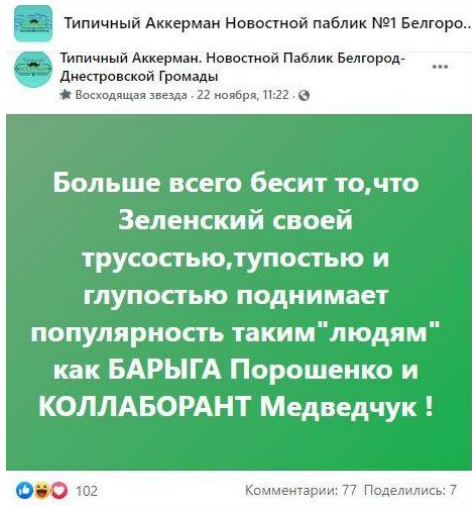 Типичный Аккерман Новостной паблик №1 Белгоро..
Типичный Аккерман. Новостной Паблик Белгород-
Днестровской Громады
Восходящая звезда · 22 ноября, 11:22 ·
Больше всего бесит то,что
Зеленский своей
трусостью,тупостью и
глупостью поднимает
популярность таким"людям"
как БАРЫГА Порошенко и
КОЛЛАБОРАНТ Медведчук !
102
Комментарии: 77 Поделились: 7